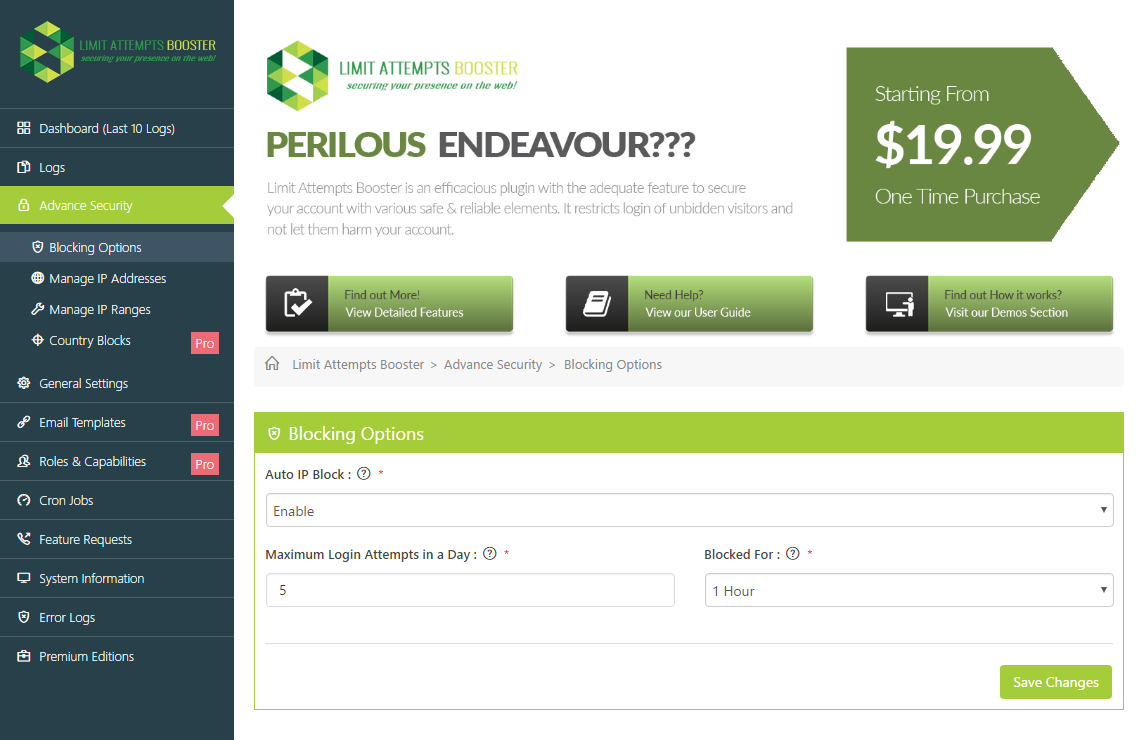 LIMIT ATTEMPTS BOOSTER
securing your presence on the web!
Dashboard (Last 10 Logs)
Logs
Advance Security
Blocking Options
Manage IP Addresses
Manage IP Ranges
Country Blocks Pro
General Settings
Email Templates Pro
Roles & Capabilities Pro
Cron Jobs
Feature Requests
System Information
Error Logs
Premium Editions
LIMIT ATTEMPTS BOOSTER
securing your presence on the web!
PERILOUS ENDEAVOUR???
Limit Attempts Booster is an efficacious plugin with the adequate feature to secure
your account with various safe & reliable elements. It restricts login of unbidden visitors and
not let them harm your account.
Starting From
$19.99
One Time Purchase
Find out More!
View Detailed Features
Need Help?
View our User Guide
Find out How it works?
Visit our Demos Section
Limit Attempts Booster > Advance Security > Blocking Options
Blocking Options
Auto IP Block : ? *
Enable
Maximum Login Attempts in a Day : ? *
5
Blocked For : ? *
1 Hour
Save Changes